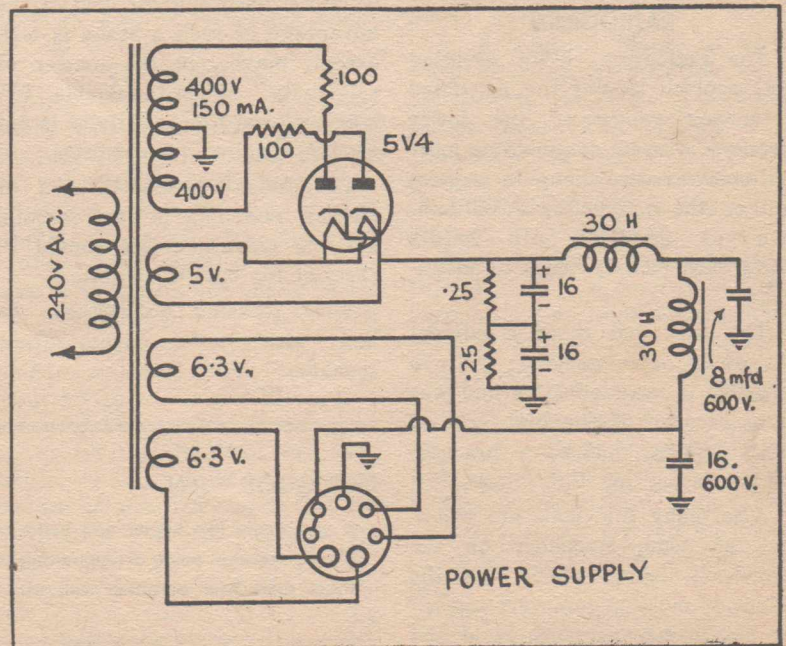 400V
150 mA.
400V
100
100
5V4
240V A.C.
5 V.
6.3 V.
6.3 V.
.25
.25
+
-
16
+
-
16
30 H
30 H
8 mfd
600 V.
16.
600 V.
POWER SUPPLY